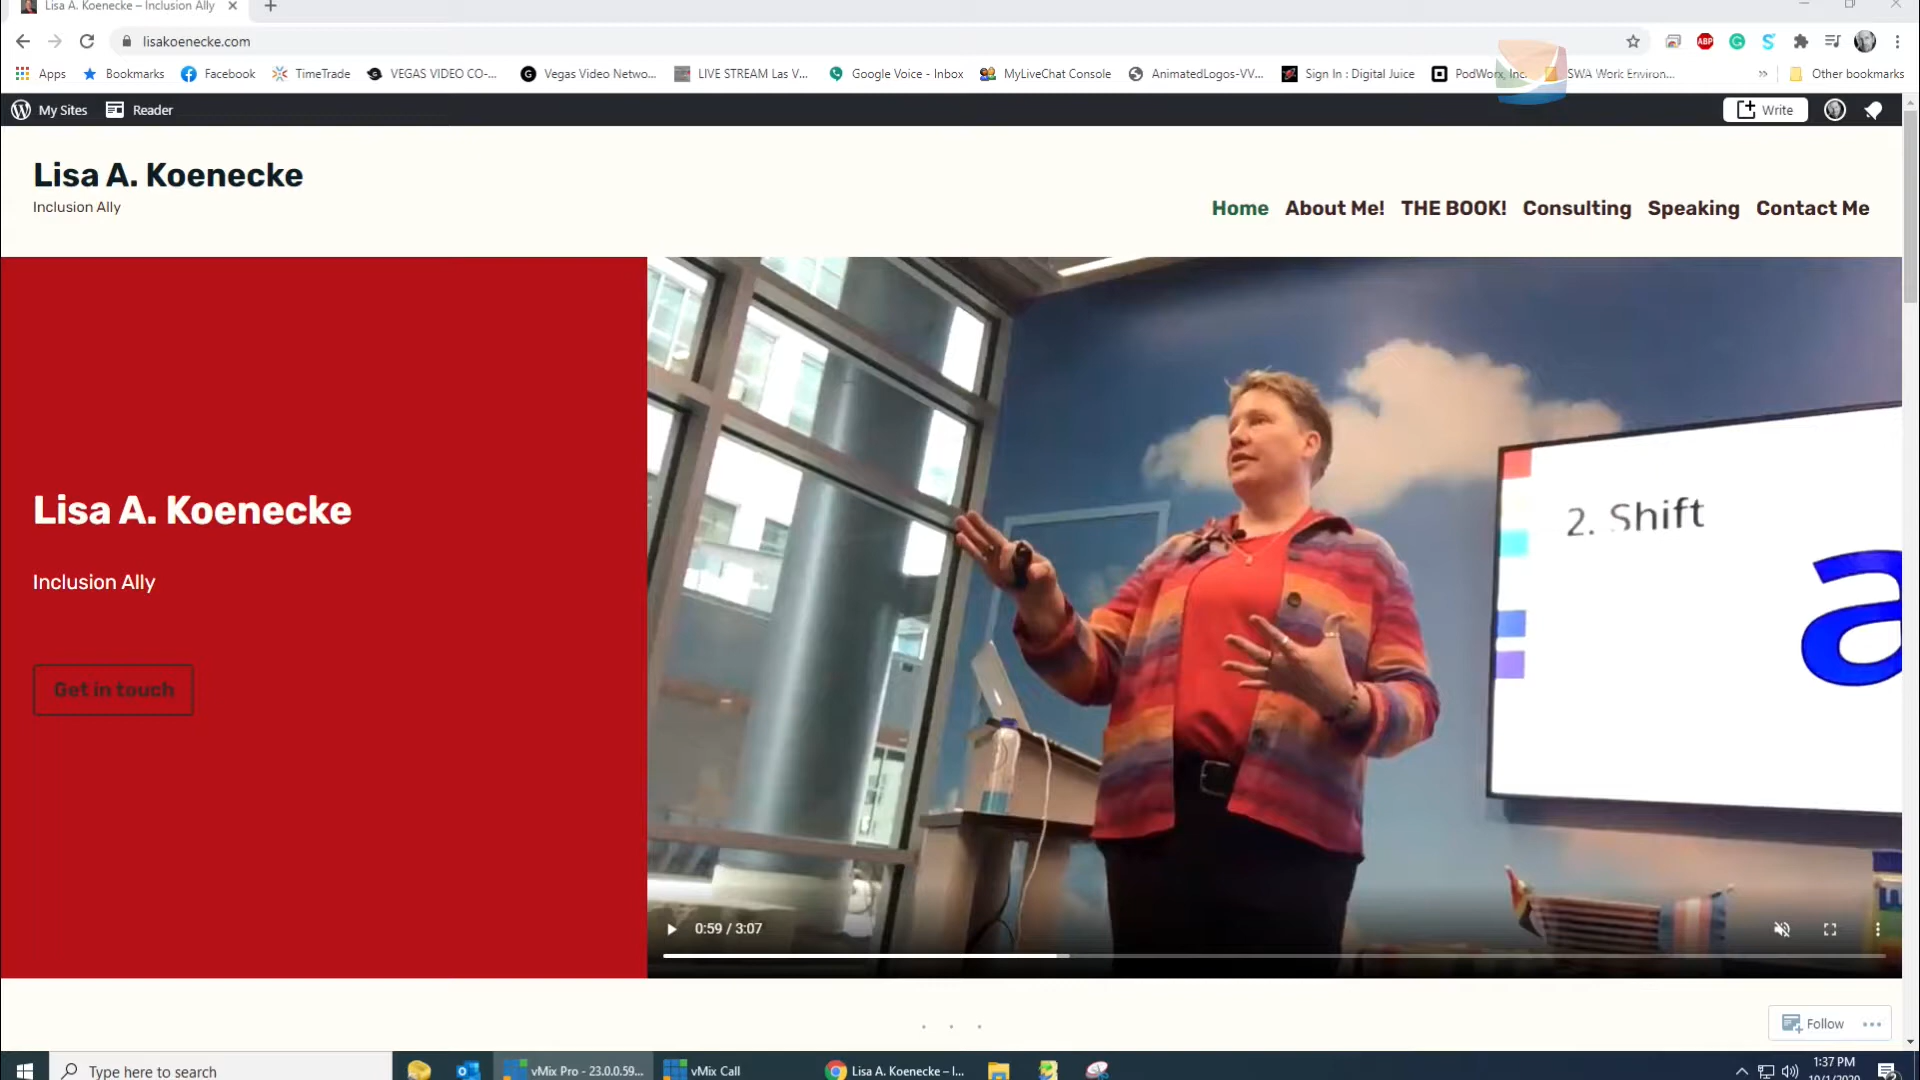 Lisa A. Koenecke – Inclusion Ally
lisakoenecke.com
ABP
Apps
Bookmarks
Facebook
TimeTrade
VEGAS VIDEO CO-...
Vegas Video Netwo...
LIVE STREAM Las V...
Google Voice - Inbox
MyLiveChat Console
AnimatedLogos-VV...
Sign In : Digital Juice
PodWorx, Inc.
SWA Work Environ...
Other bookmarks
My Sites
Reader
Write
Lisa A. Koenecke
Inclusion Ally
Home
About Me!
THE BOOK!
Consulting
Speaking
Contact Me
Lisa A. Koenecke
Inclusion Ally
Get in touch
2. Shift
a
0:59 / 3:07
Follow
Type here to search
vMix Pro - 23.0.0.59...
vMix Call
Lisa A. Koenecke – I...
1:37 PM
10/1/2020